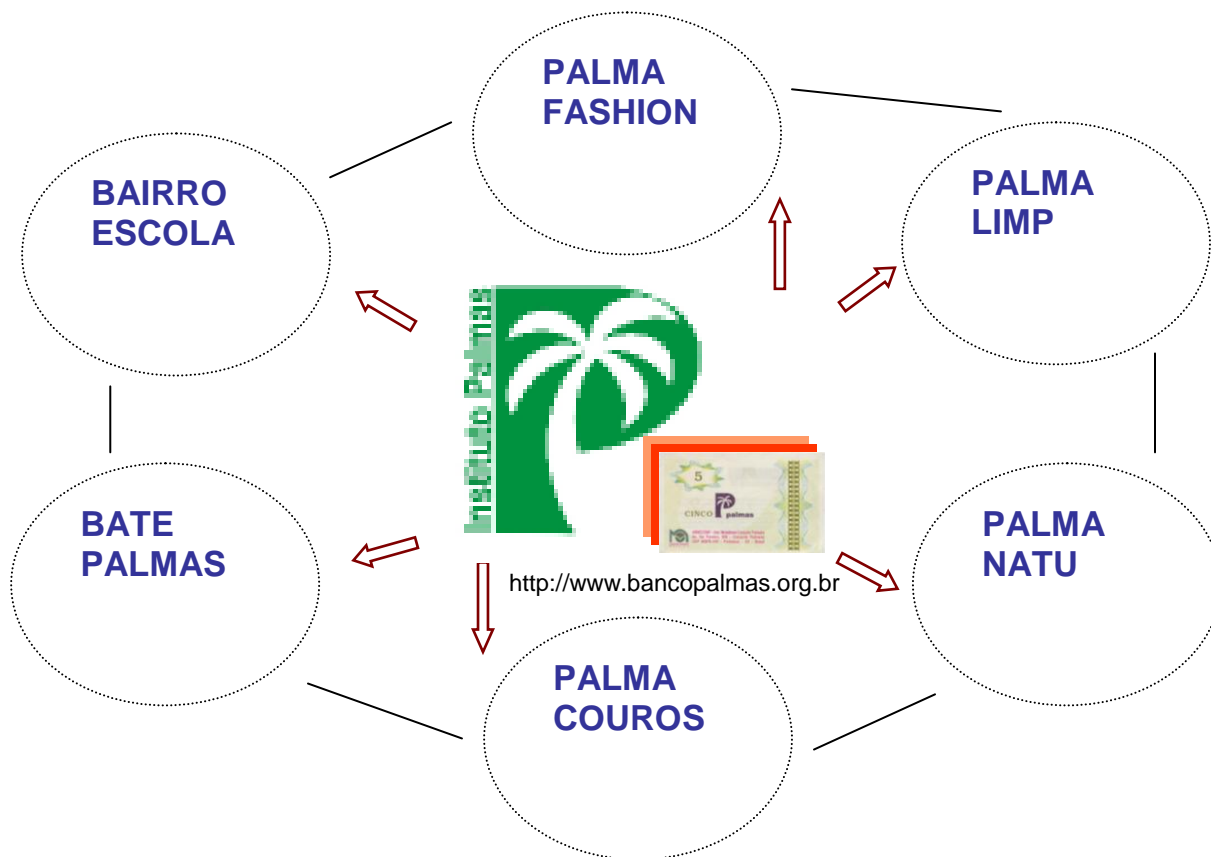 PALMA
FASHION
BAIRRO
ESCOLA
PALMA
LIMP
Instituto Palmas
5
CINCO
palmas
BATE
PALMAS
PALMA
NATU
http://www.bancopalmas.org.br
PALMA
COUROS